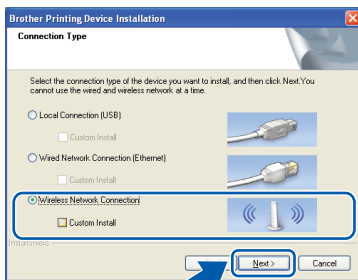 Brother Printing Device Installation
Connection Type
Select the connection type of the device you want to install, and then click Next.You
cannot use the wired and wireless network at a time.
Local Connection (USB)
Custom Install
Wired Network Connection (Ethernet)
Custom Install
Wireless Network Connection
Custom Install
InstallShield
Next >
Cancel